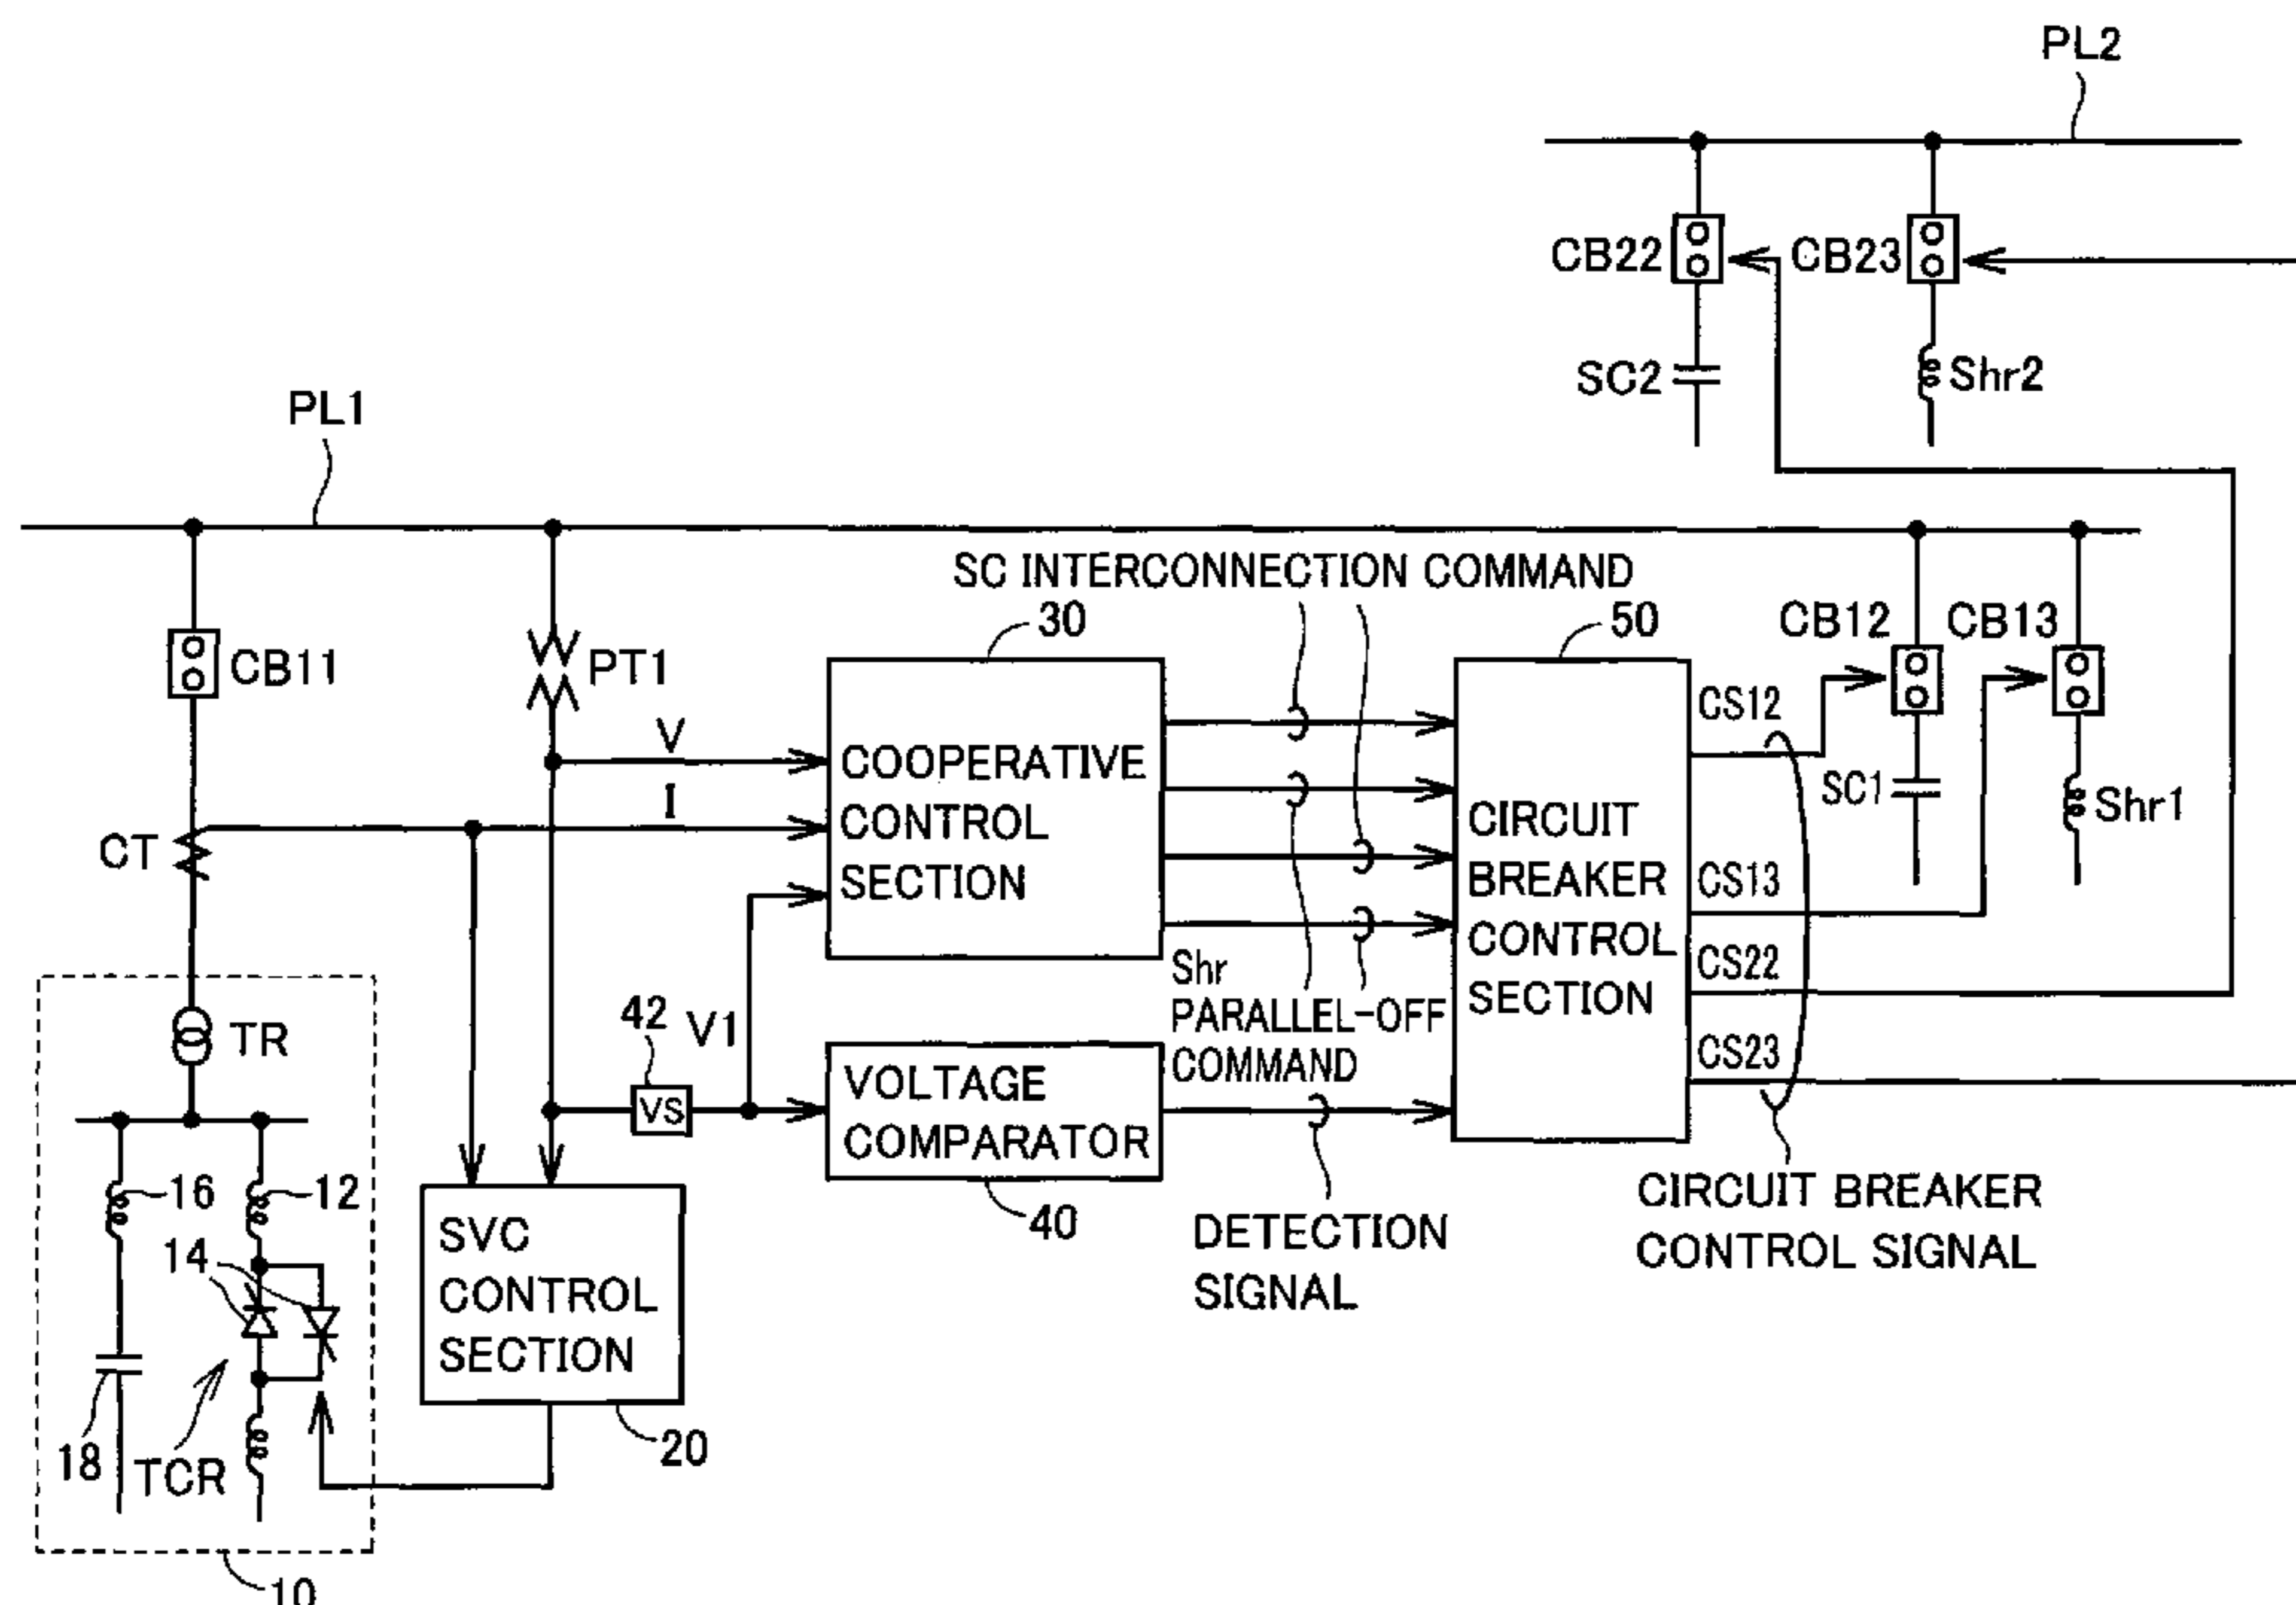 PL2
CB22
CB23
SC2
Shr2
PL1
SC INTERCONNECTION COMMAND
30
50
CB12
CB13
CB11
PT1
V
I
COOPERATIVE
CONTROL
SECTION
CIRCUIT
BREAKER
CONTROL
SECTION
CS12
SC1
Shr1
CT
CS13
CS22
CS23
Shr
PARALLEL-OFF
COMMAND
TR
42
V1
VS
VOLTAGE
COMPARATOR
40
16
12
14
SVC
CONTROL
SECTION
DETECTION
SIGNAL
CIRCUIT BREAKER
CONTROL SIGNAL
18
TCR
20
10